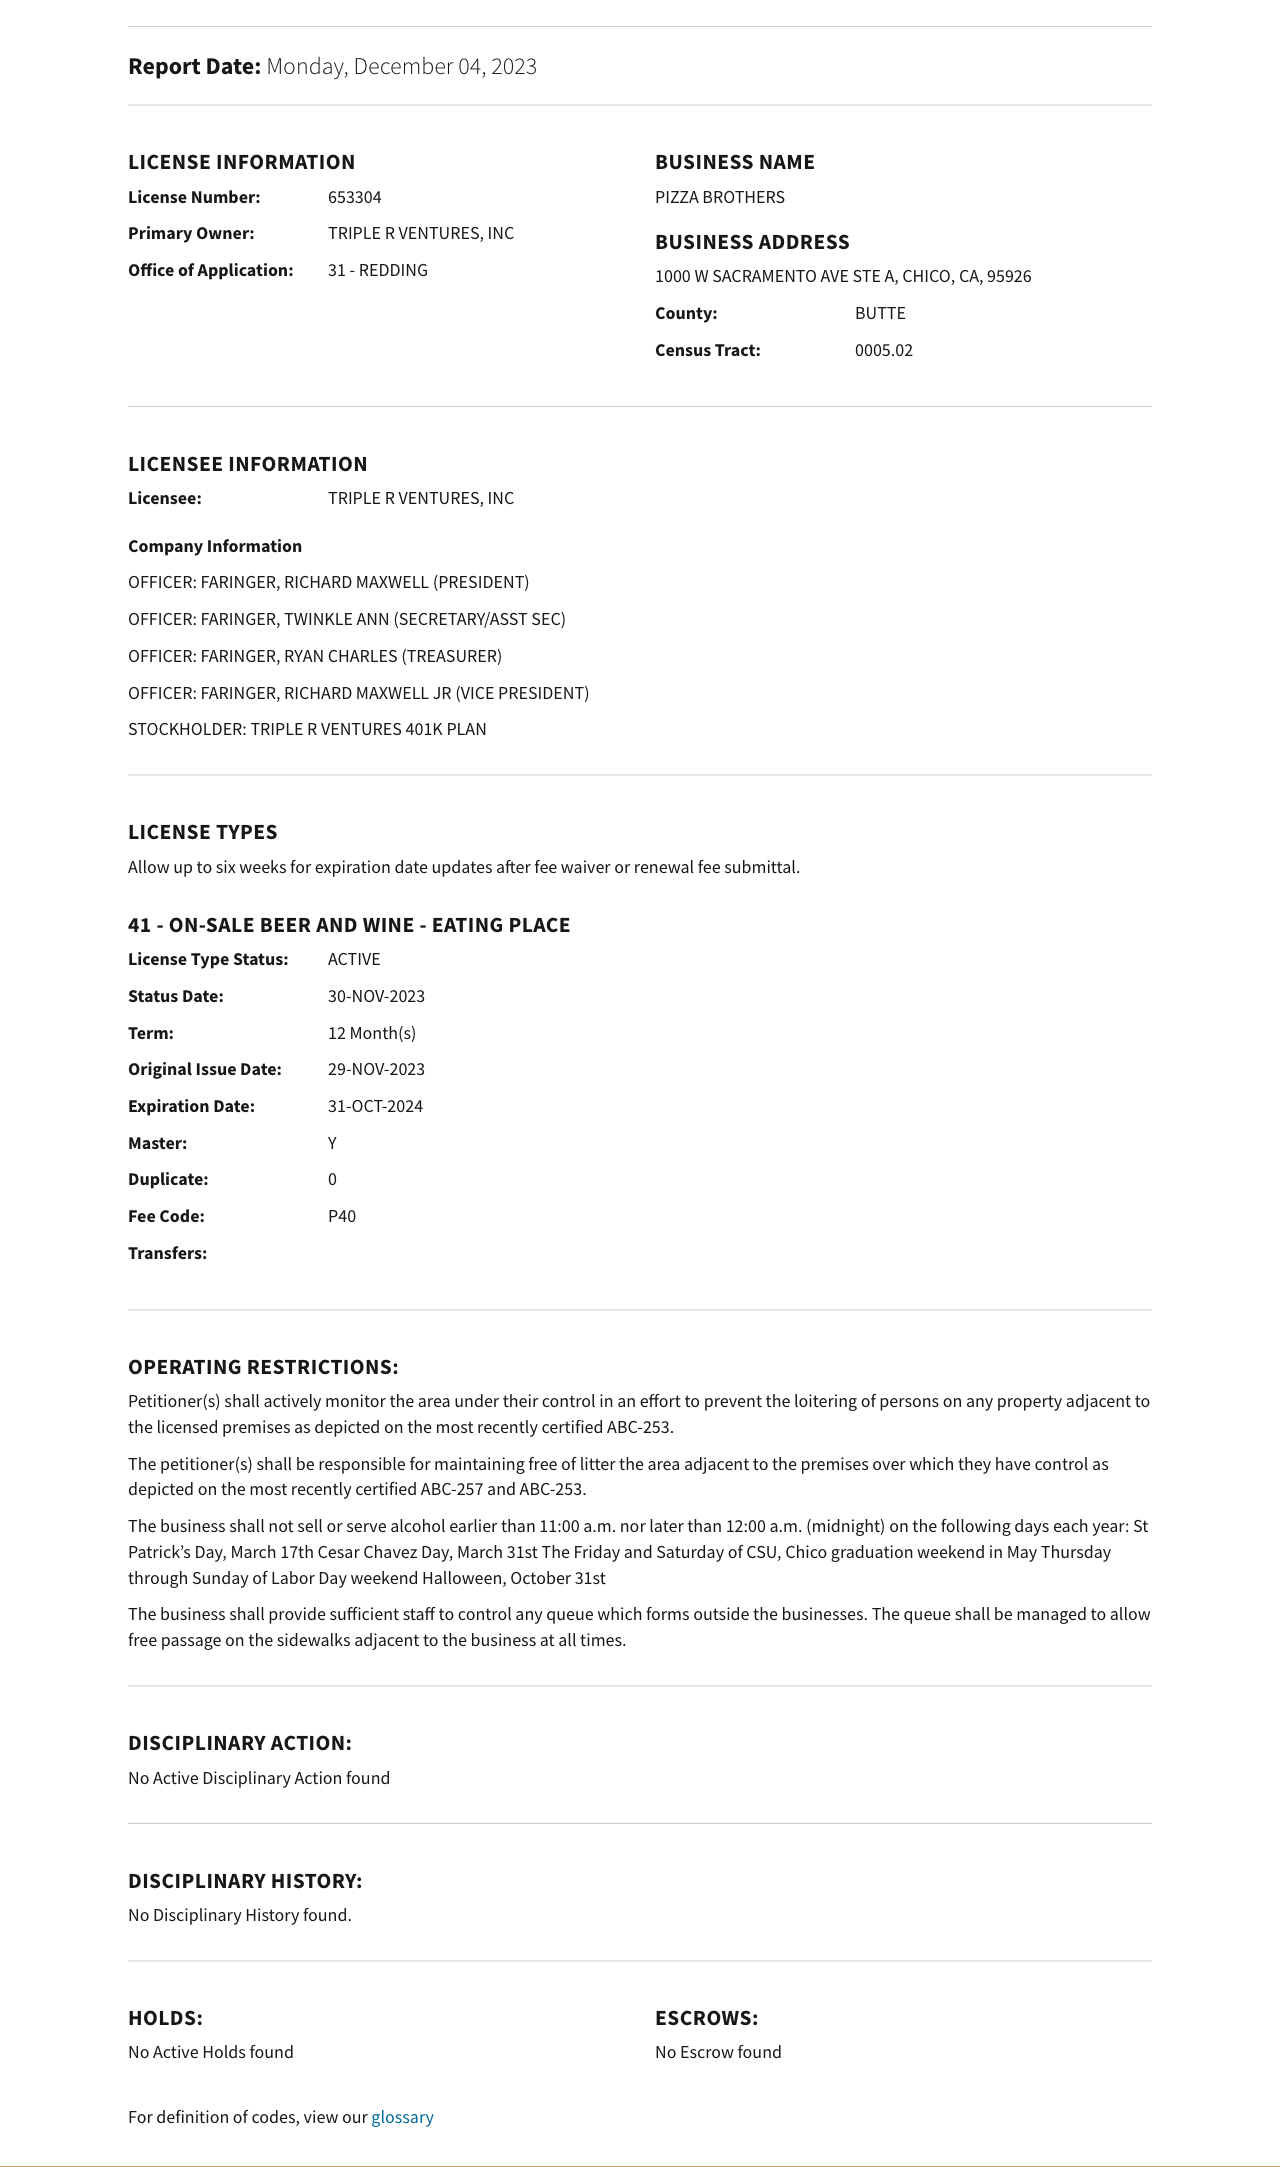 Report Date: Monday, December 04, 2023
LICENSE INFORMATION
License Number: 653304
Primary Owner: TRIPLE R VENTURES, INC
Office of Application: 31 - REDDING
BUSINESS NAME
PIZZA BROTHERS
BUSINESS ADDRESS
1000 W SACRAMENTO AVE STE A, CHICO, CA, 95926
County: BUTTE
Census Tract: 0005.02
LICENSEE INFORMATION
Licensee: TRIPLE R VENTURES, INC
Company Information
OFFICER: FARINGER, RICHARD MAXWELL (PRESIDENT)
OFFICER: FARINGER, TWINKLE ANN (SECRETARY/ASST SEC)
OFFICER: FARINGER, RYAN CHARLES (TREASURER)
OFFICER: FARINGER, RICHARD MAXWELL JR (VICE PRESIDENT)
STOCKHOLDER: TRIPLE R VENTURES 401K PLAN
LICENSE TYPES
Allow up to six weeks for expiration date updates after fee waiver or renewal fee submittal.
41 - ON-SALE BEER AND WINE - EATING PLACE
License Type Status: ACTIVE
Status Date: 30-NOV-2023
Term: 12 Month(s)
Original Issue Date: 29-NOV-2023
Expiration Date: 31-OCT-2024
Master: Y
Duplicate: 0
Fee Code: P40
Transfers:
OPERATING RESTRICTIONS:
Petitioner(s) shall actively monitor the area under their control in an effort to prevent the loitering of persons on any property adjacent to
the licensed premises as depicted on the most recently certified ABC-253.
The petitioner(s) shall be responsible for maintaining free of litter the area adjacent to the premises over which they have control as
depicted on the most recently certified ABC-257 and ABC-253.
The business shall not sell or serve alcohol earlier than 11:00 a.m. nor later than 12:00 a.m. (midnight) on the following days each year: St
Patrick’s Day, March 17th Cesar Chavez Day, March 31st The Friday and Saturday of CSU, Chico graduation weekend in May Thursday
through Sunday of Labor Day weekend Halloween, October 31st
The business shall provide sufficient staff to control any queue which forms outside the businesses. The queue shall be managed to allow
free passage on the sidewalks adjacent to the business at all times.
DISCIPLINARY ACTION:
No Active Disciplinary Action found
DISCIPLINARY HISTORY:
No Disciplinary History found.
HOLDS:
No Active Holds found
ESCROWS:
No Escrow found
For definition of codes, view our glossary